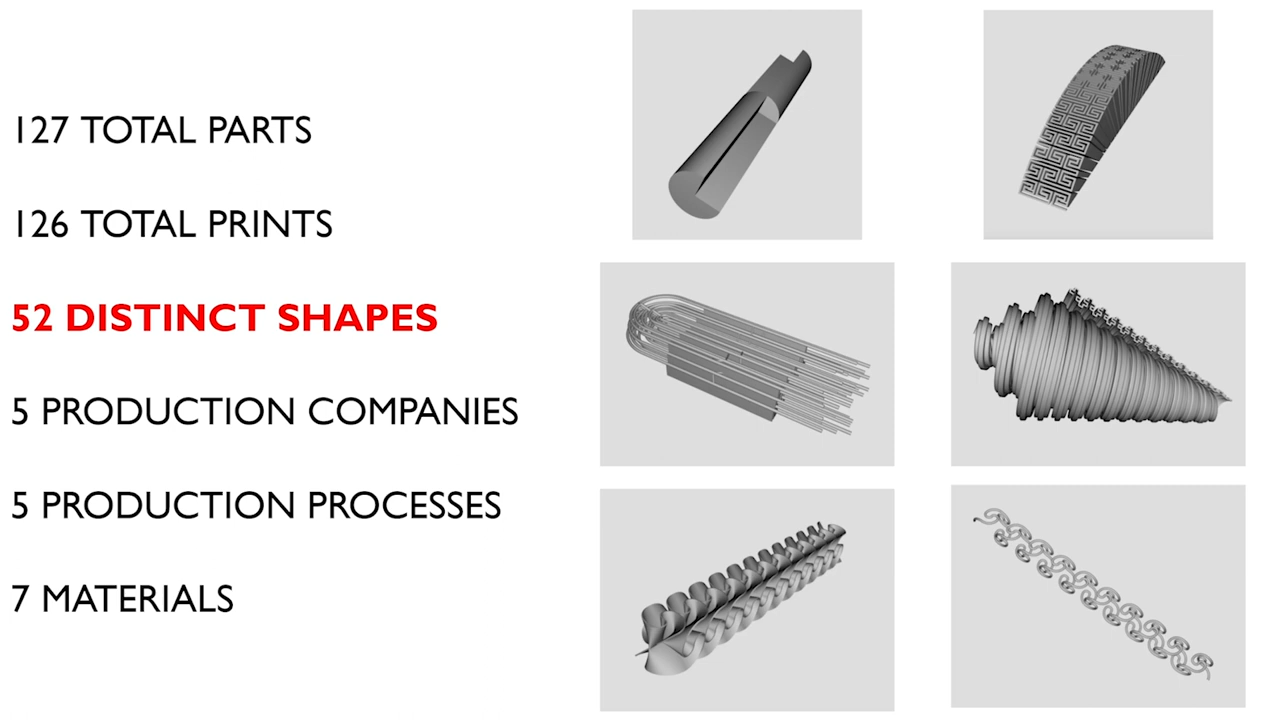 127 TOTAL PARTS
126 TOTAL PRINTS
52 DISTINCT SHAPES
5 PRODUCTION COMPANIES
5 PRODUCTION PROCESSES
7 MATERIALS